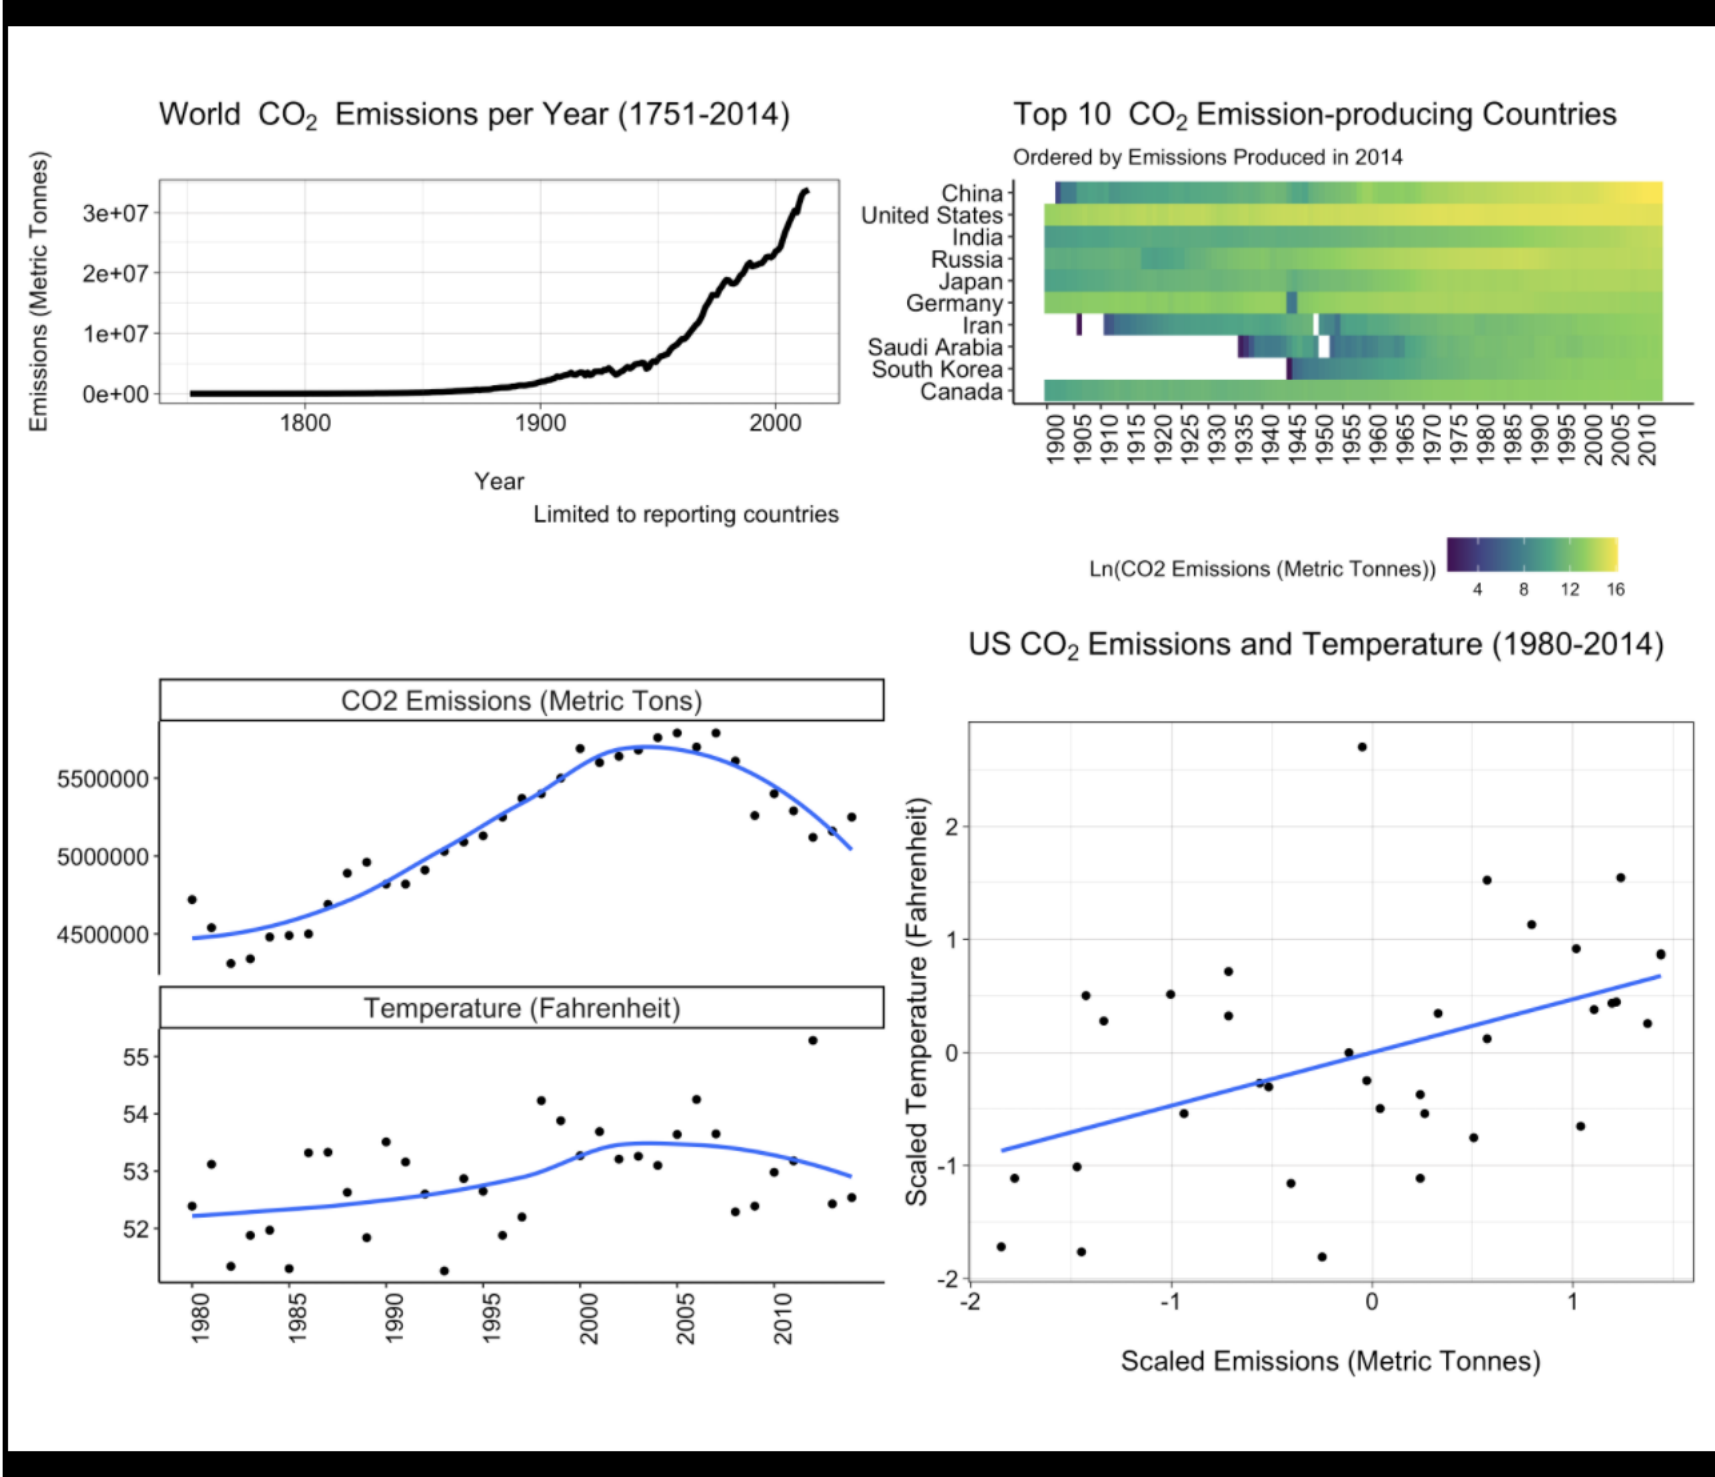 World CO2 Emissions per Year (1751-2014)
Emissions (Metric Tonnes)
3e+07
2e+07
1e+07
0e+00
1800
1900
2000
Year
Limited to reporting countries
Top 10 CO2 Emission-producing Countries
Ordered by Emissions Produced in 2014
China
United States
India
Russia
Japan
Germany
Iran
Saudi Arabia
South Korea
Canada
1900
1905
1910
1915
1920
1925
1930
1935
1940
1945
1950
1955
1960
1965
1970
1975
1980
1985
1990
1995
2000
2005
2010
Ln(CO2 Emissions (Metric Tonnes))
4
8
12
16
CO2 Emissions (Metric Tons)
5500000
5000000
4500000
Temperature (Fahrenheit)
55
54
53
52
1980
1985
1990
1995
2000
2005
2010
US CO2 Emissions and Temperature (1980-2014)
Scaled Temperature (Fahrenheit)
2
1
0
-1
-2
-2
-1
0
1
Scaled Emissions (Metric Tonnes)